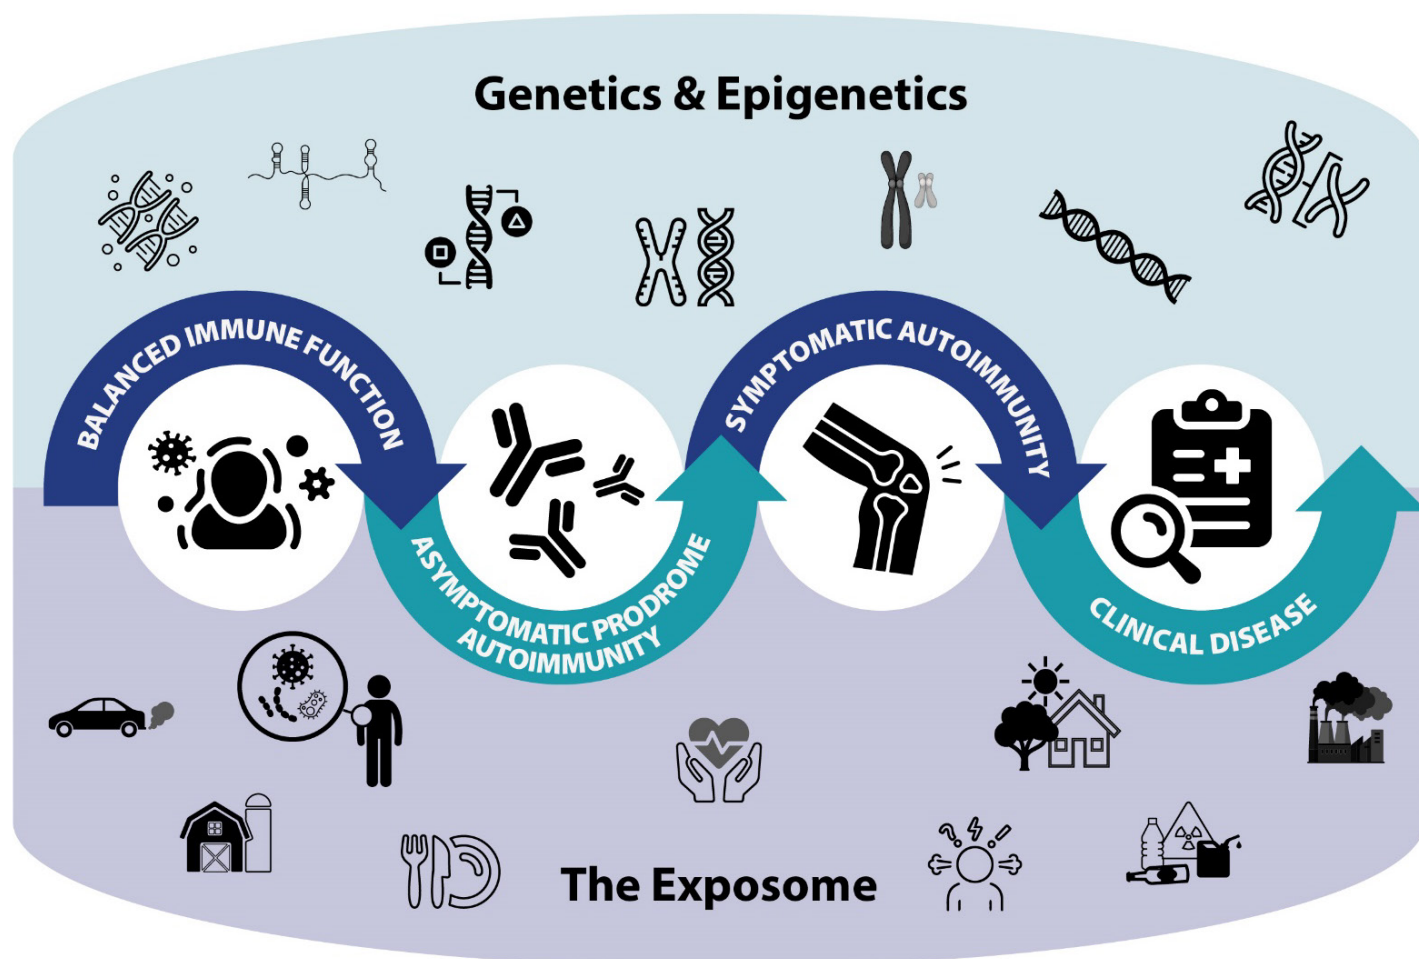 Genetics & Epigenetics
BALANCED IMMUNE FUNCTION
ASYMPTOMATIC PRODROME
AUTOIMMUNITY
SYMPTOMATIC AUTOIMMUNITY
CLINICAL DISEASE
? !
The Exposome